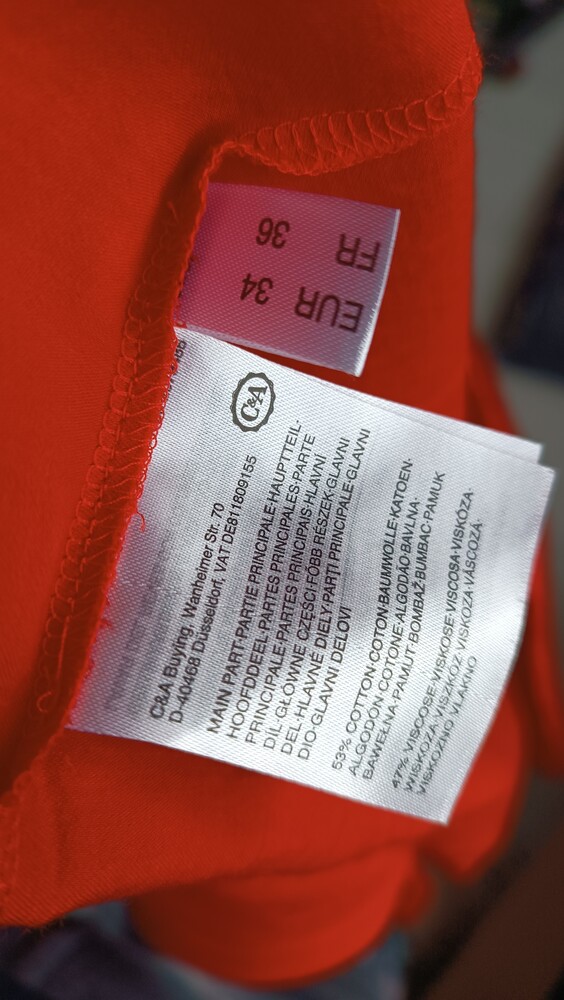 EUR 34
FR 36
C&A
C&A Buying, Wanheimer Str. 70
D-40468 Düsseldorf, VAT DE811809155
MAIN PART·PARTIE PRINCIPALE·HAUPTTEIL·
HOOFDDEEL·PARTES PRINCIPALES·PARTE
PRINCIPALE·PARTES PRINCIPAIS·HLAVNÍ
DÍL·GŁÓWNE CZĘŚCI·FŐBB RÉSZEK·GLAVNI
DEL·HLAVNÉ DIELY·PĂRȚI PRINCIPALE·GLAVNI
DIO·GLAVNI DELOVI
53% COTTON·COTON·BAUMWOLLE·KATOEN·
ALGODÓN·COTONE·ALGODÃO·BAVLNA·
BAWEŁNA·PAMUT·BOMBAŽ·BUMBAC·PAMUK
47% VISCOSE·VISKOSE·VISCOSA·VISKÓZA·
WISKOZA·VISZKÓZ·VISKOZA·VÂSCOZĂ·
VISKOZNO VLAKNO